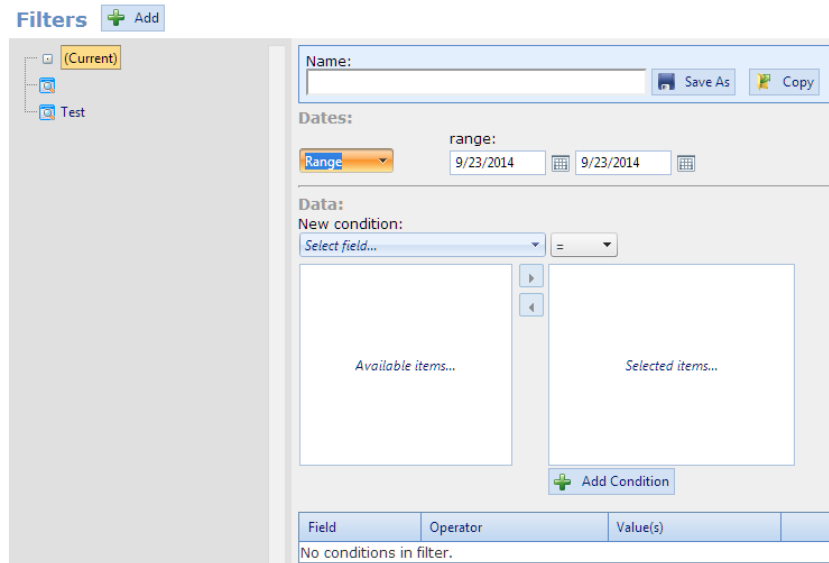 Filters Add
(Current)
Test
Name:
Save As Copy
Dates:
range:
Range 9/23/2014 9/23/2014
Data:
New condition:
Select field... =
Available items... Selected items...
Add Condition
Field Operator Value(s)
No conditions in filter.